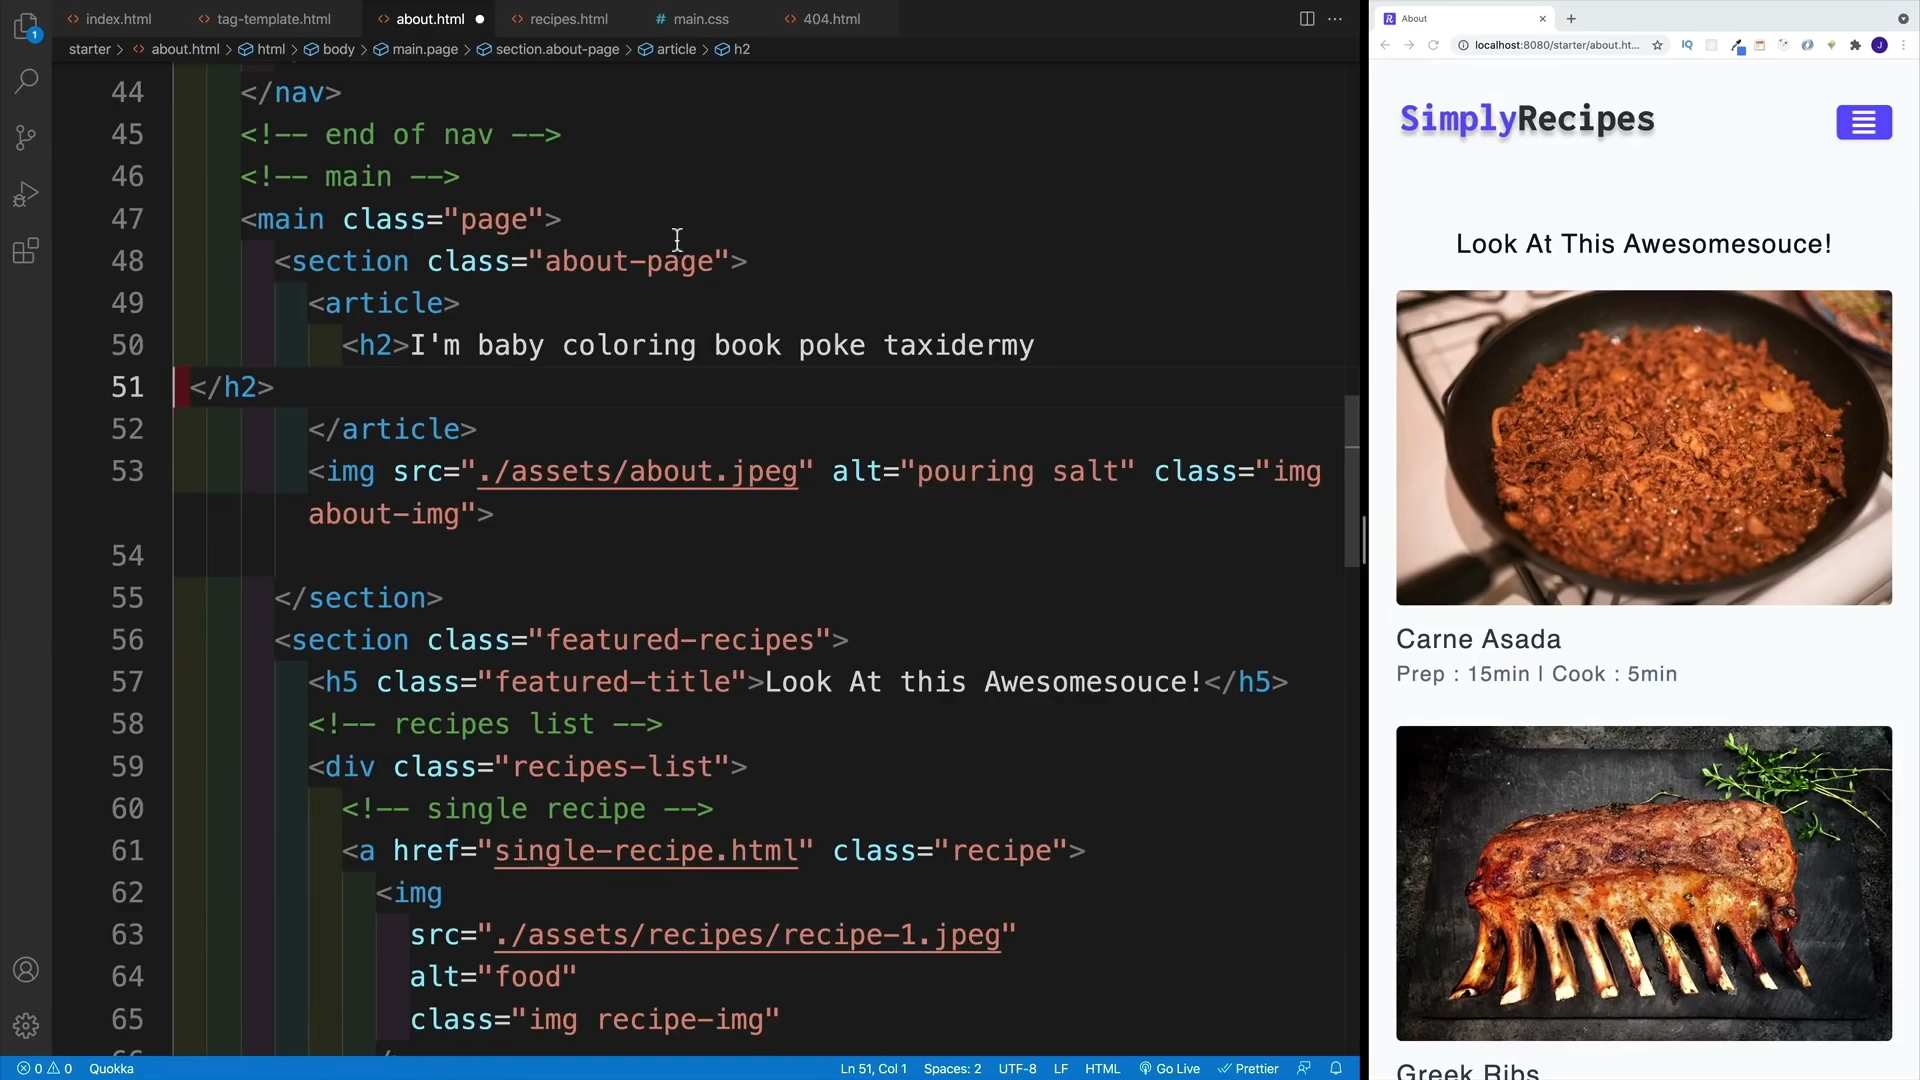 index.html tag-template.html about.html recipes.html # main.css 404.html
starter > about.html > html > body > main.page > section.about-page > article > h2
44 </nav>
45 <!-- end of nav -->
46 <!-- main -->
47 <main class="page">
48 <section class="about-page">
49 <article>
50 <h2>I'm baby coloring book poke taxidermy
51 </h2>
52 </article>
53 <img src="./assets/about.jpeg" alt="pouring salt" class="img
about-img">
54
55 </section>
56 <section class="featured-recipes">
57 <h5 class="featured-title">Look At this Awesomesouce!</h5>
58 <!-- recipes list -->
59 <div class="recipes-list">
60 <!-- single recipe -->
61 <a href="single-recipe.html" class="recipe">
62 <img
63 src="./assets/recipes/recipe-1.jpeg"
64 alt="food"
65 class="img recipe-img"
1
0 0 Quokka Ln 51, Col 1 Spaces: 2 UTF-8 LF HTML Go Live Prettier
About
localhost:8080/starter/about.ht... IQ J
SimplyRecipes
Look At This Awesomesouce!
Carne Asada
Prep : 15min | Cook : 5min
Greek Ribs